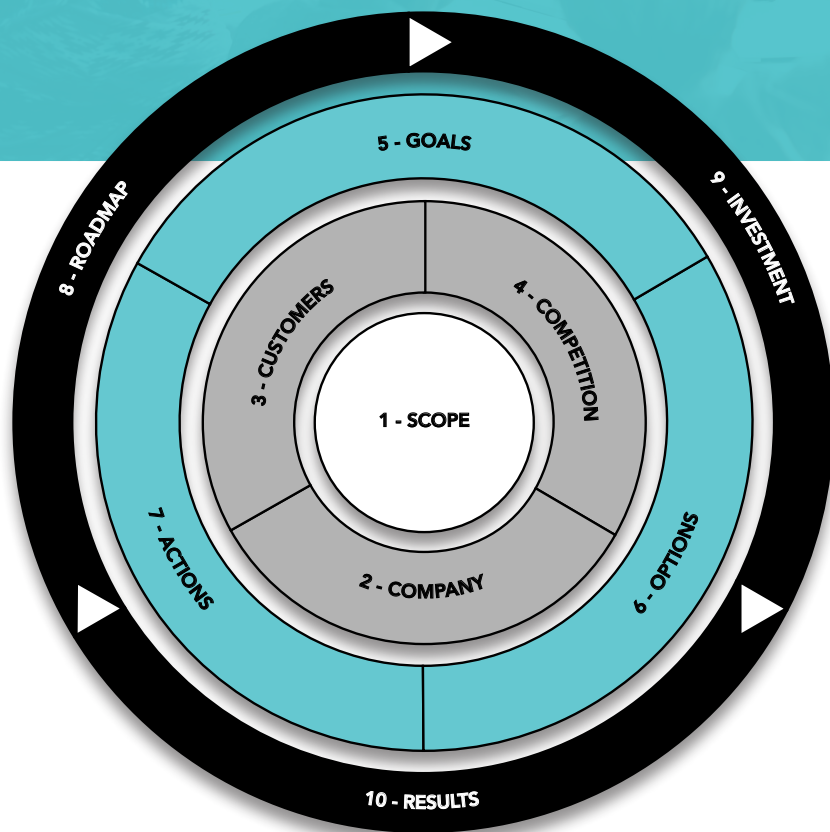 1 - SCOPE
2 - COMPANY
3 - CUSTOMERS
4 - COMPETITION
5 - GOALS
6 - OPTIONS
7 - ACTIONS
8 - ROADMAP
9 - INVESTMENT
10 - RESULTS